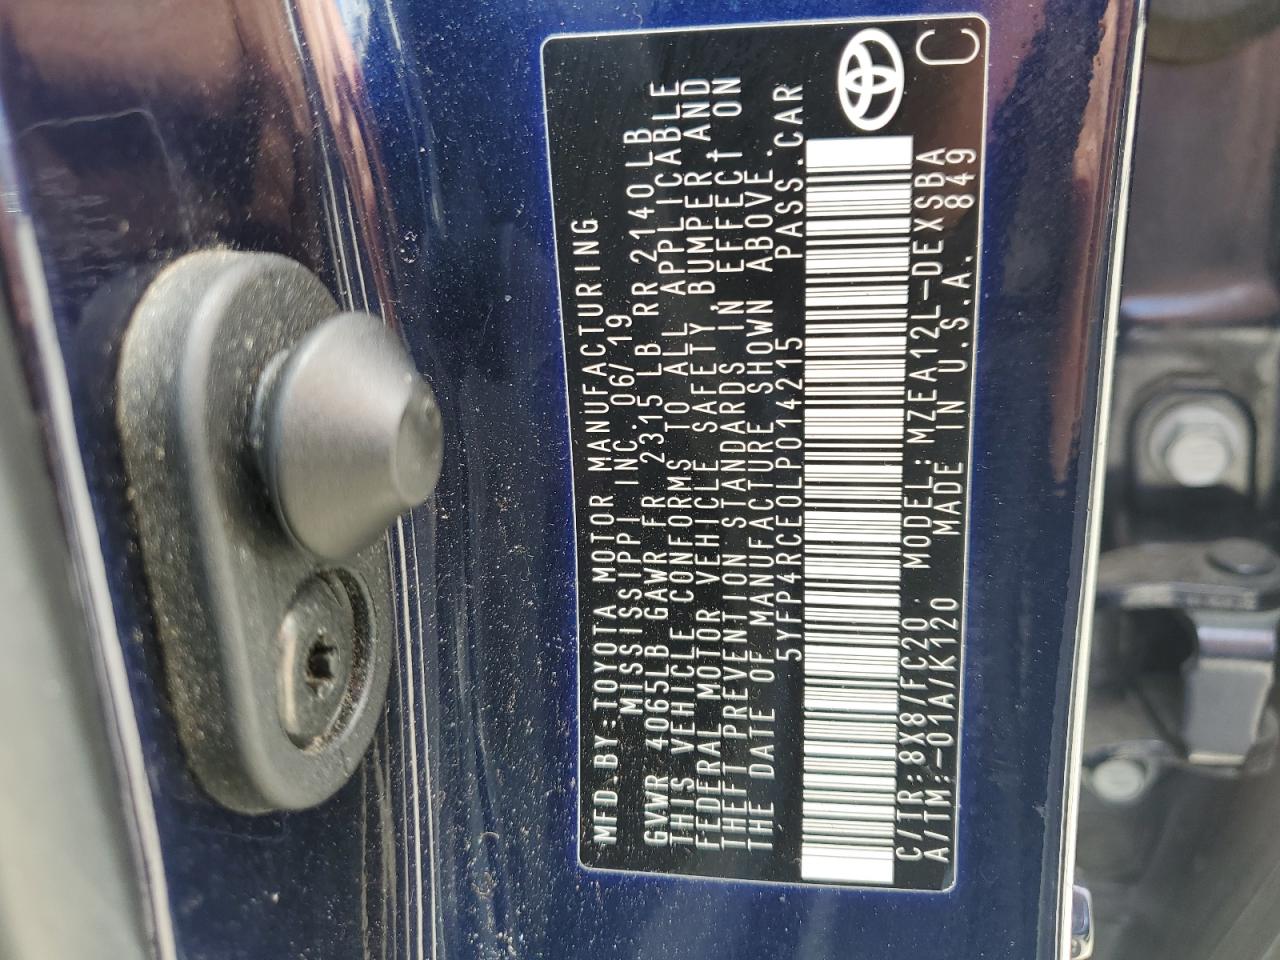 MFD.BY:TOYOTA MOTOR MANUFACTURING
MISSISSIPPI INC.06/19
GVWR 4065LB GAWR FR 2315LB RR 2140LB
THIS VEHICLE CONFORMS TO ALL APPLICABLE
FEDERAL MOTOR VEHICLE SAFETY,BUMPER,AND
THEFT PREVENTION STANDARDS IN EFFECT ON
THE DATE OF MANUFACTURE SHOWN ABOVE.
5YFP4RCE0LP014215 PASS.CAR
C/TR:8X8/FC20 MODEL:MZEA12L-DEXSBA
A/TM:-01A/K120 MADE IN U.S.A. 849
C